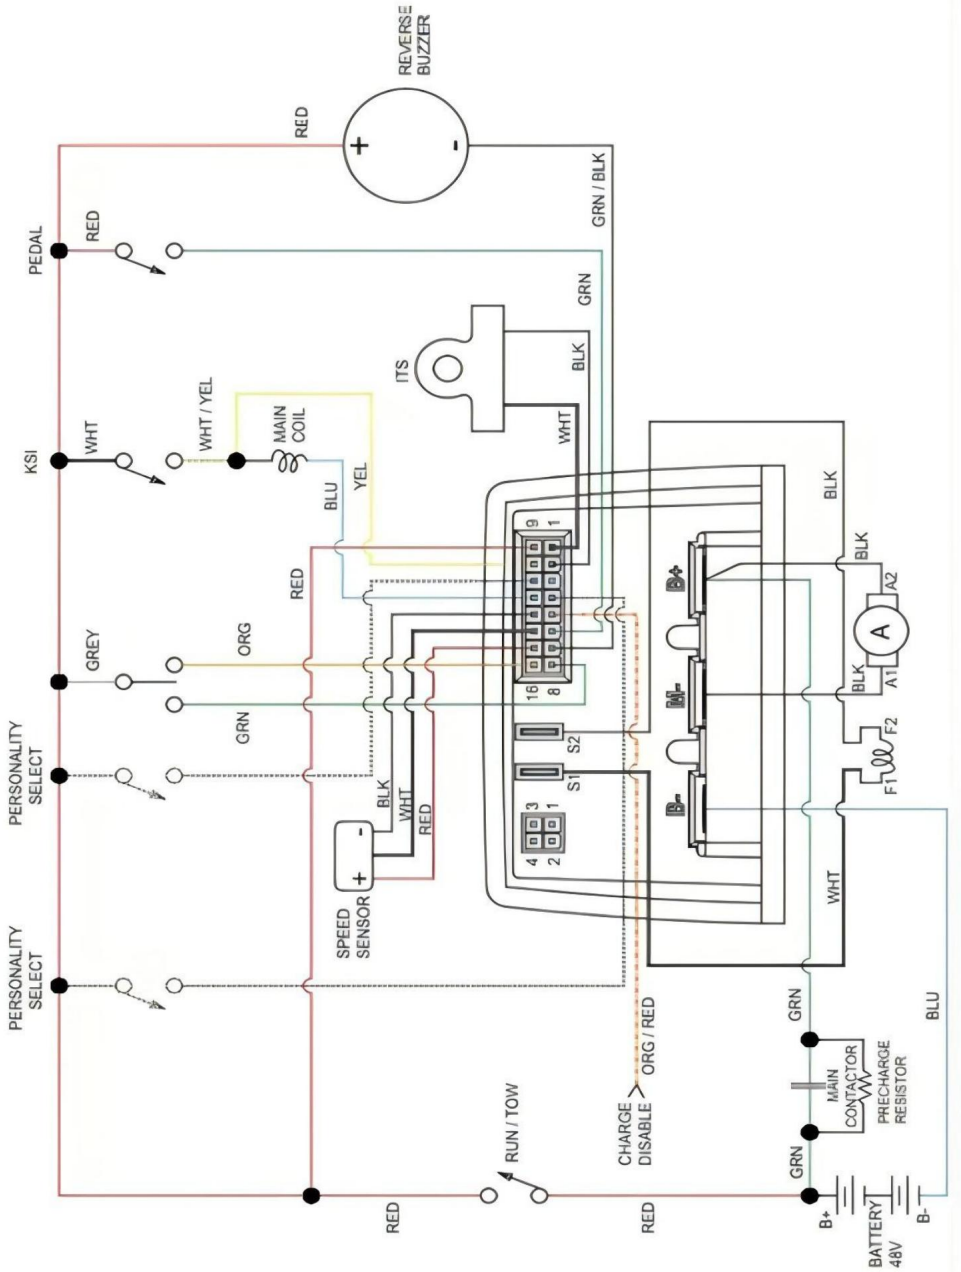 PERSONALITY
SELECT
PERSONALITY
SELECT
KSI
PEDAL
GREY
WHT
RED
GRN
ORG
WHT / YEL
MAIN
COIL
RED
BLU
YEL
RED
REVERSE
BUZZER
+
-
GRN / BLK
SPEED
SENSOR
+
-
BLK
WHT
RED
ITS
WHT
BLK
GRN
RUN / TOW
RED
RED
CHARGE
DISABLE
ORG / RED
4
3
2
1
S1
S2
16
9
8
1
B-
M-
B+
BLK
WHT
BLK
BLK
A1
A2
A
F1
F2
GRN
GRN
MAIN
CONTACTOR
PRECHARGE
RESISTOR
BLU
B+
B-
BATTERY
48V